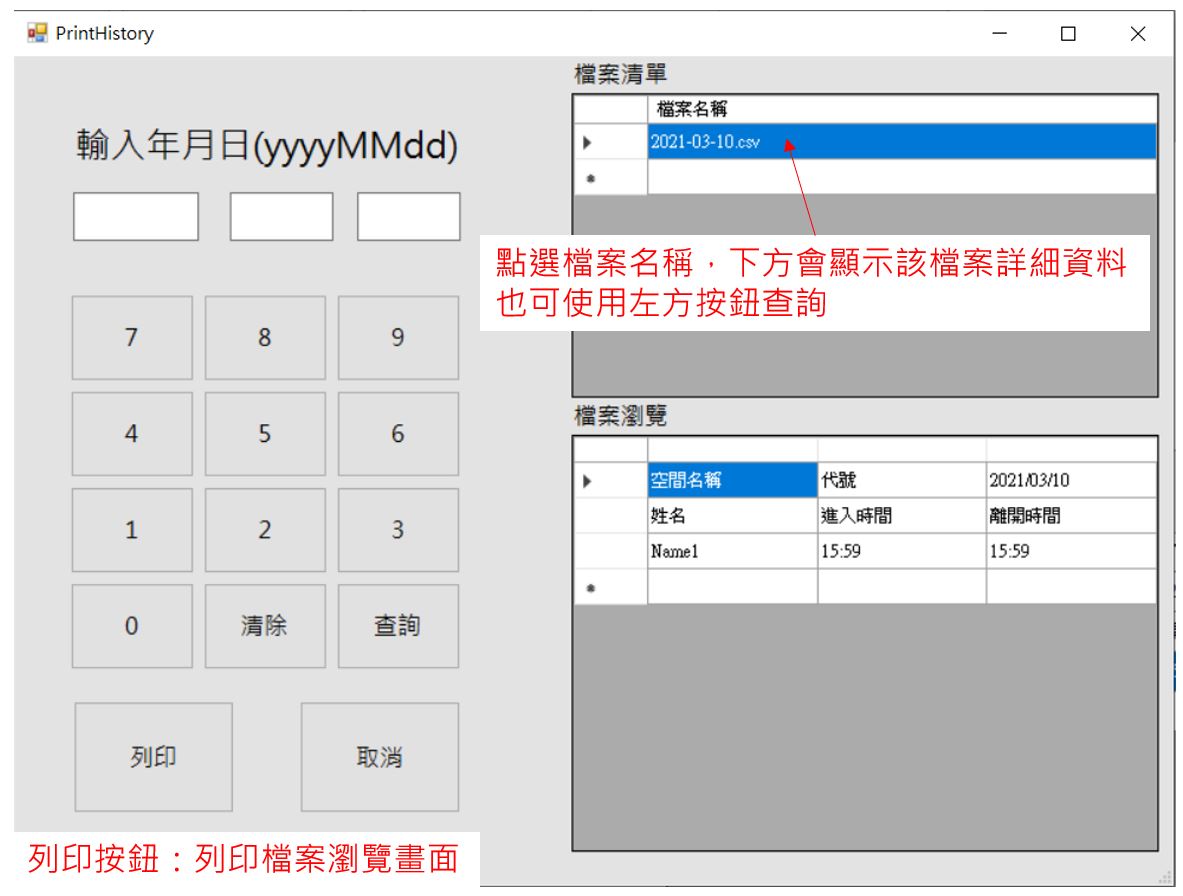 PrintHistory
輸入年月日(yyyyMMdd)
7 8 9
4 5 6
1 2 3
0 清除 查詢
列印 取消
列印按鈕：列印檔案瀏覽畫面
檔案清單
檔案名稱
2021-03-10.csv
點選檔案名稱，下方會顯示該檔案詳細資料
也可使用左方按鈕查詢
檔案瀏覽
空間名稱 代號 2021/03/10
姓名 進入時間 離開時間
Name1 15:59 15:59